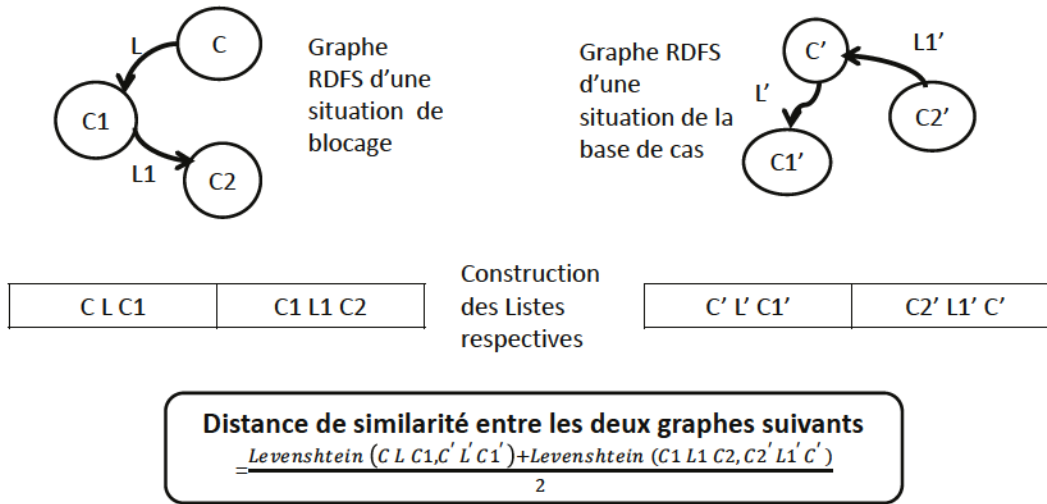 C
L
C1
L1
C2
Graphe
RDFS d’une
situation de
blocage
Graphe RDFS
d’une
situation de la
base de cas
C’
L1’
L’
C2’
C1’
C L C1
C1 L1 C2
Construction
des Listes
respectives
C’ L’ C1’
C2’ L1’ C’
Distance de similarité entre les deux graphes suivants
=
Levenshtein (C L C1,C' L' C1')+Levenshtein (C1 L1 C2, C2' L1' C' )
2